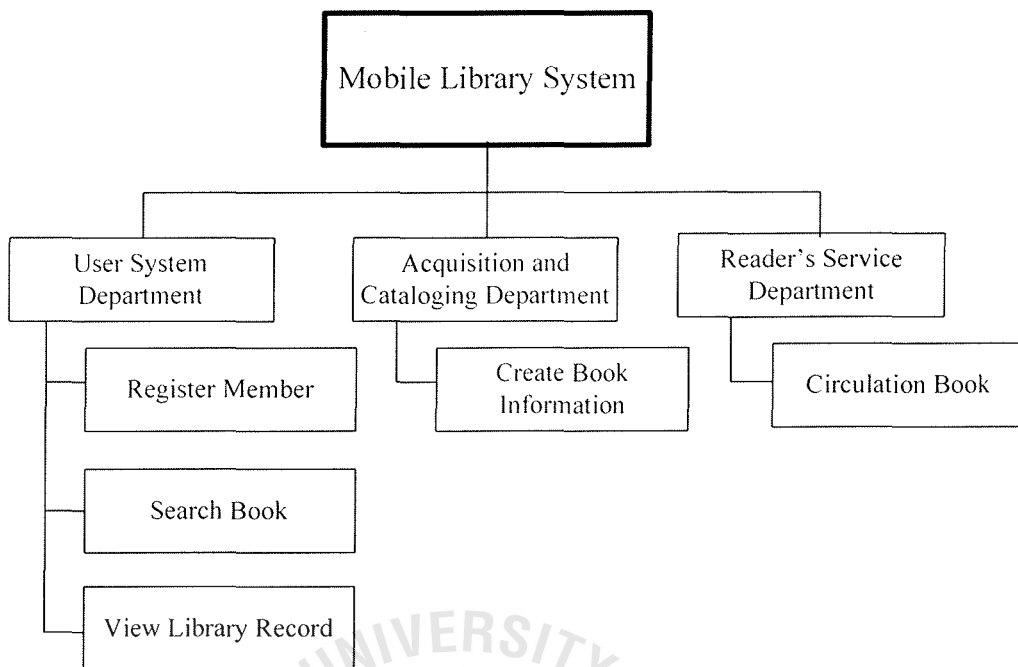 Mobile Library System
User System
Department
Acquisition and
Cataloging Department
Reader's Service
Department
Register Member
Create Book
Information
Circulation Book
Search Book
View Library Record
UNIVERSITY